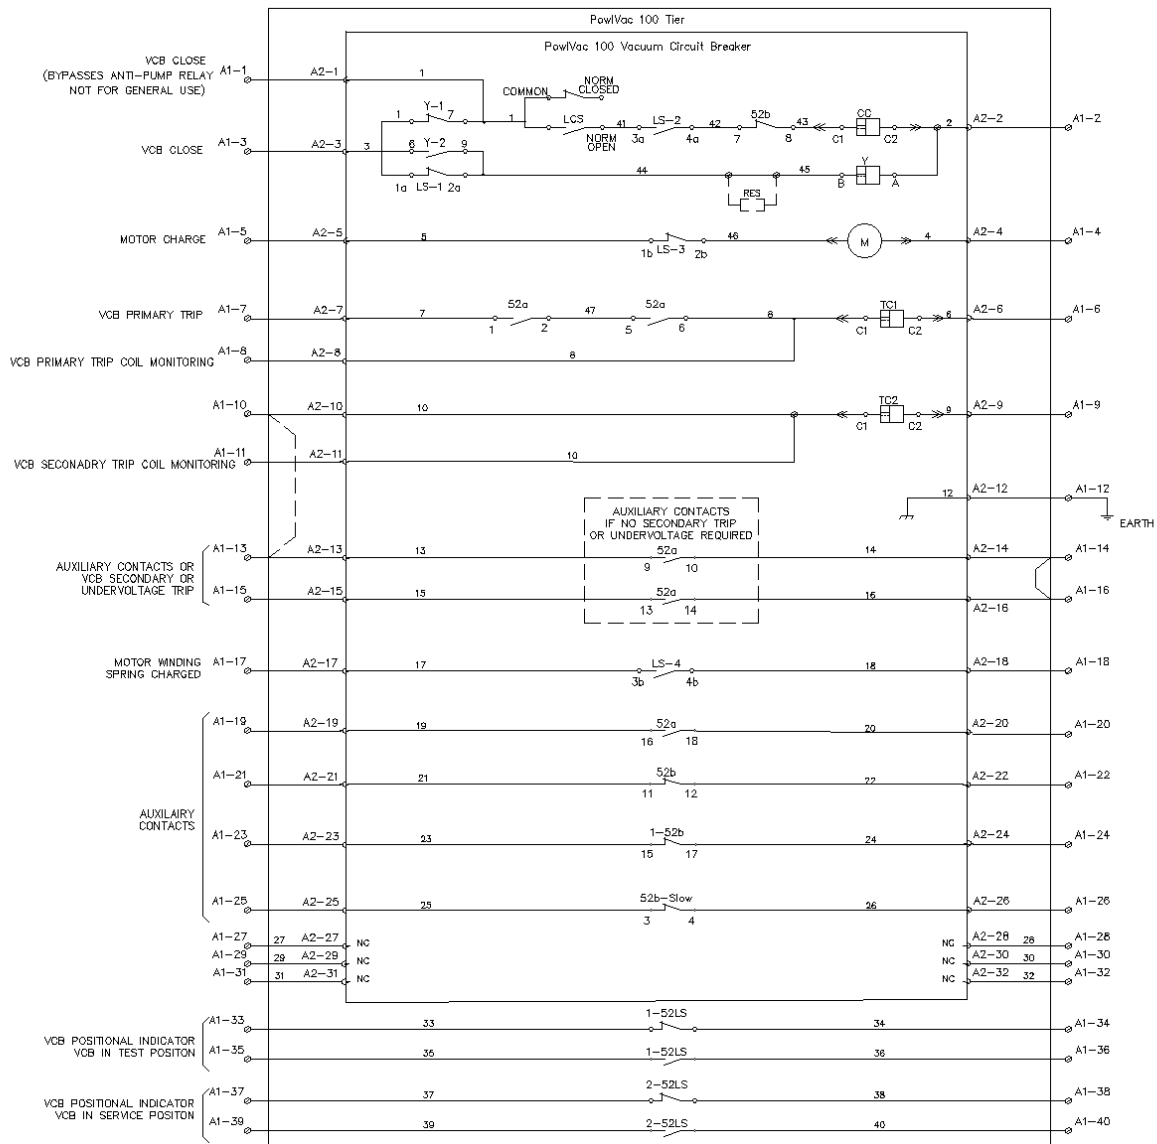 PowlVac 100 Tier
PowlVac 100 Vacuum Circuit Breaker
VCB CLOSE
(BYPASSES ANTI-PUMP RELAY
NOT FOR GENERAL USE)
A1-1 A2-1 1
COMMON NORM
CLOSED
1 Y-1 7 1 LCS 41 LS-2 42 52b 43 CC 2 A2-2 A1-2
NORM
OPEN
3a 4a 7 8 C1 C2
VCB CLOSE A1-3 A2-3 3 6 Y-2 9
1a LS-1 2a 44 45 Y
B A
RES
MOTOR CHARGE A1-5 A2-5 5 46 M 4 A2-4 A1-4
1b LS-3 2b
VCB PRIMARY TRIP A1-7 A2-7 7 52a 47 52a 6 TC1 6 A2-6 A1-6
1 2 5 6 C1 C2
VCB PRIMARY TRIP COIL MONITORING A1-8 A2-8 8
A1-10 A2-10 10 TC2 9 A2-9 A1-9
C1 C2
VCB SECONADRY TRIP COIL MONITORING A1-11 A2-11 10
12 A2-12 A1-12
EARTH
AUXILIARY CONTACTS
IF NO SECONDARY TRIP
OR UNDERVOLTAGE REQUIRED
AUXILIARY CONTACTS OR
VCB SECONDARY OR
UNDERVOLTAGE TRIP
A1-13 A2-13 13 52a 14 A2-14 A1-14
9 10
A1-15 A2-15 15 52a 16 A2-16 A1-16
13 14
MOTOR WINDING
SPRING CHARGED
A1-17 A2-17 17 LS-4 18 A2-18 A1-18
3b 4b
AUXILAIRY
CONTACTS
A1-19 A2-19 19 52a 20 A2-20 A1-20
16 18
A1-21 A2-21 21 52b 22 A2-22 A1-22
11 12
A1-23 A2-23 23 1-52b 24 A2-24 A1-24
15 17
A1-25 A2-25 25 52b-Slow 26 A2-26 A1-26
3 4
A1-27 27 A2-27 NC NC A2-28 28 A1-28
A1-29 29 A2-29 NC NC A2-30 30 A1-30
A1-31 31 A2-31 NC NC A2-32 32 A1-32
VCB POSITIONAL INDICATOR
VCB IN TEST POSITON
A1-33 33 1-52LS 34 A1-34
A1-35 35 1-52LS 36 A1-36
VCB POSITIONAL INDICATOR
VCB IN SERVICE POSITON
A1-37 37 2-52LS 38 A1-38
A1-39 39 2-52LS 40 A1-40